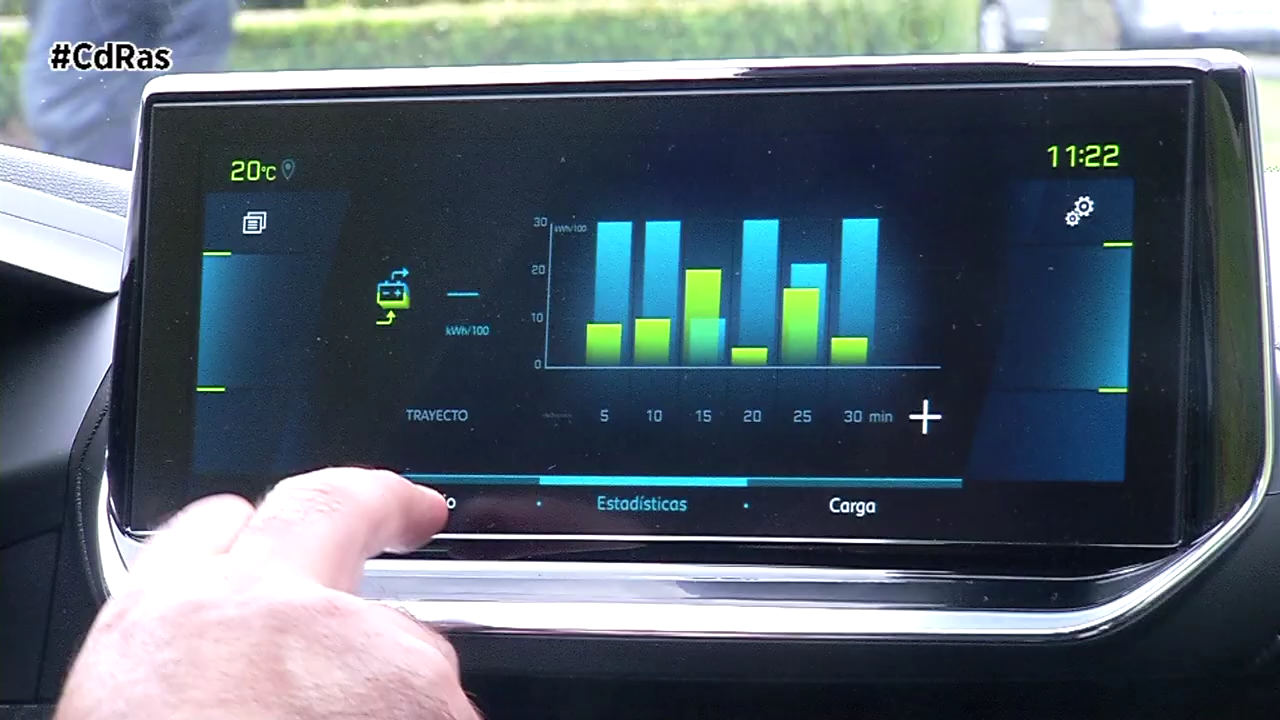 #CdRas
20°C
11:22
30
kWh/100
20
10
0
kWh/100
TRAYECTO
5 10 15 20 25 30 min
Estadísticas
Carga